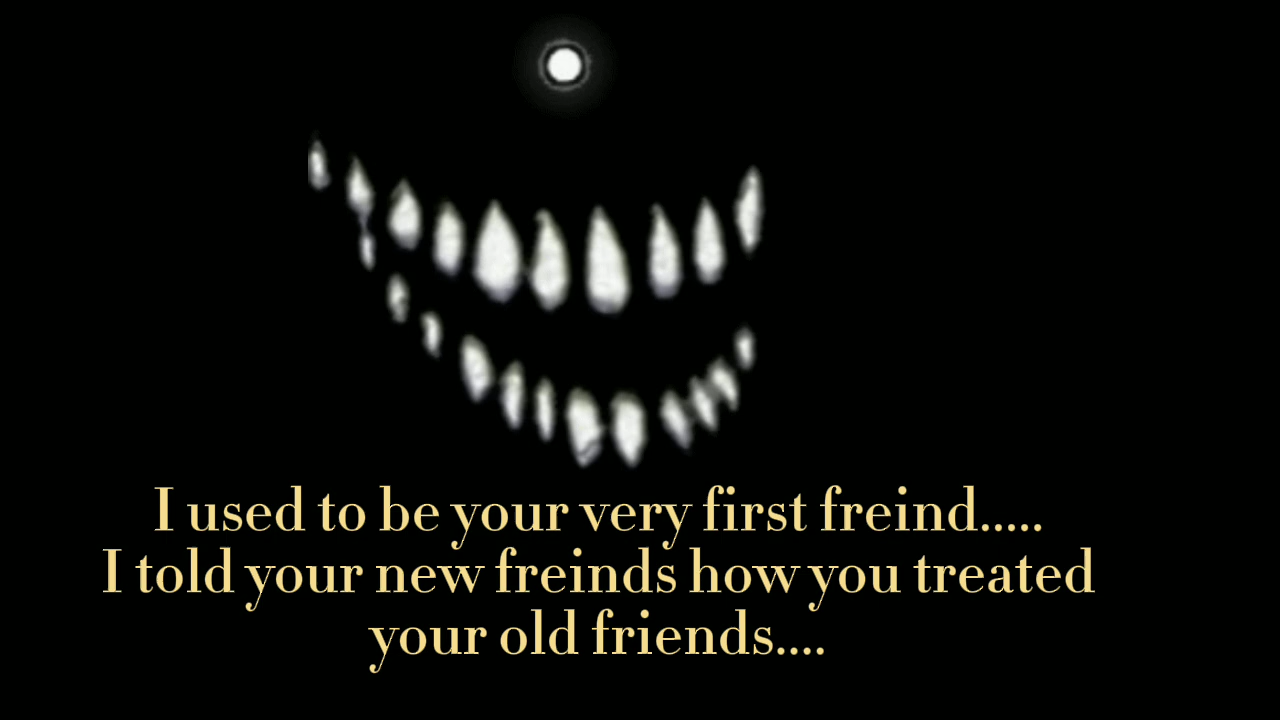 I used to be your very first freind.....
I told your new freinds how you treated
your old friends....